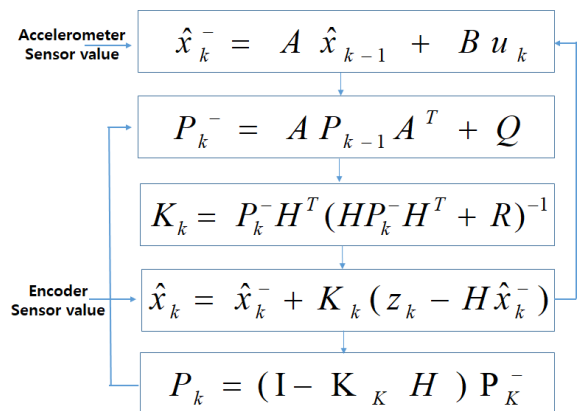 Accelerometer
Sensor value
x̂ₖ⁻ = A x̂ₖ₋₁ + B uₖ
Pₖ⁻ = A Pₖ₋₁ Aᵀ + Q
Kₖ = Pₖ⁻Hᵀ(HPₖ⁻Hᵀ + R)⁻¹
Encoder
Sensor value
x̂ₖ = x̂ₖ⁻ + Kₖ(zₖ − Hx̂ₖ⁻)
Pₖ = (I − K_K H) P_K⁻